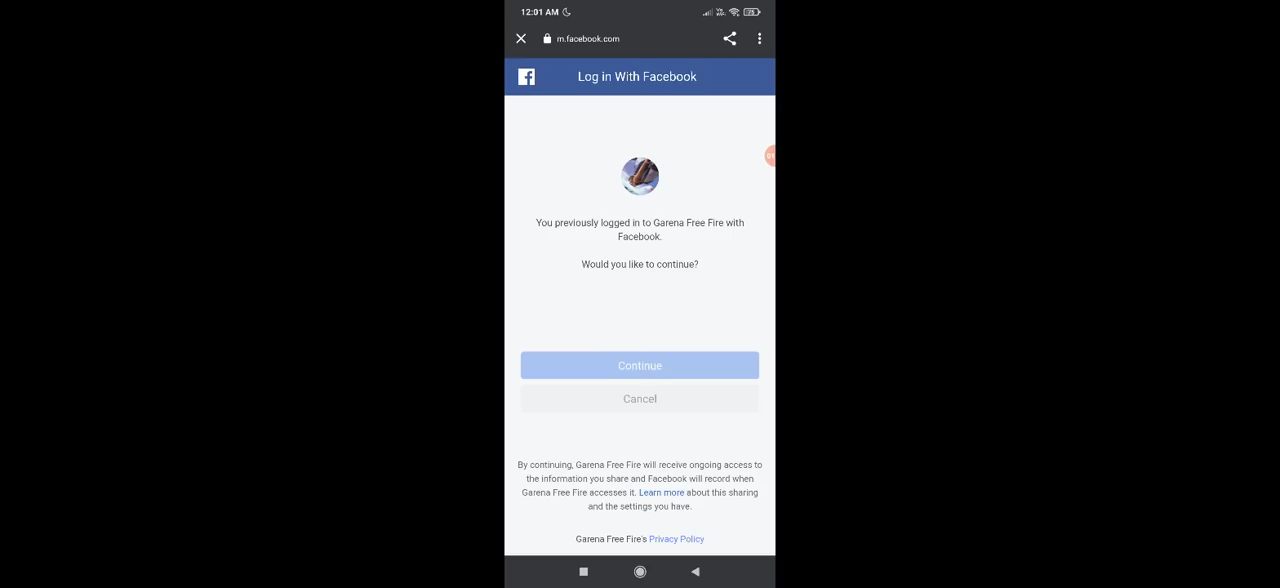 12:01 AM
m.facebook.com
Log in With Facebook
You previously logged in to Garena Free Fire with
Facebook.
Would you like to continue?
Continue
Cancel
By continuing, Garena Free Fire will receive ongoing access to
the information you share and Facebook will record when
Garena Free Fire accesses it. Learn more about this sharing
and the settings you have.
Garena Free Fire's Privacy Policy